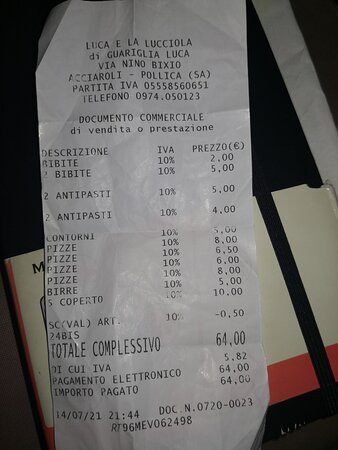 LUCA E LA LUCCIOLA
di GUARIGLIA LUCA
VIA NINO BIXIO
ACCIAROLI - POLLICA (SA)
PARTITA IVA 05558560651
TELEFONO 0974.050123
DOCUMENTO COMMERCIALE
di vendita o prestazione
DESCRIZIONE IVA PREZZO(€)
BIBITE 10% 2,00
2 BIBITE 10% 5,00
2 ANTIPASTI 10% 5,00
2 ANTIPASTI 10% 4,00
CONTORNI 10% 5,00
PIZZE 10% 8,00
PIZZE 10% 6,50
PIZZE 10% 6,00
PIZZE 10% 8,00
BIRRE 10% 5,00
5 COPERTO 10% 10,00
SC(VAL) ART. 10% -0,50
24BIS
TOTALE COMPLESSIVO 64,00
DI CUI IVA 5,82
PAGAMENTO ELETTRONICO 64,00
IMPORTO PAGATO 64,00
14/07/21 21:44 DOC.N.0720-0023
RT96MEV062498
M